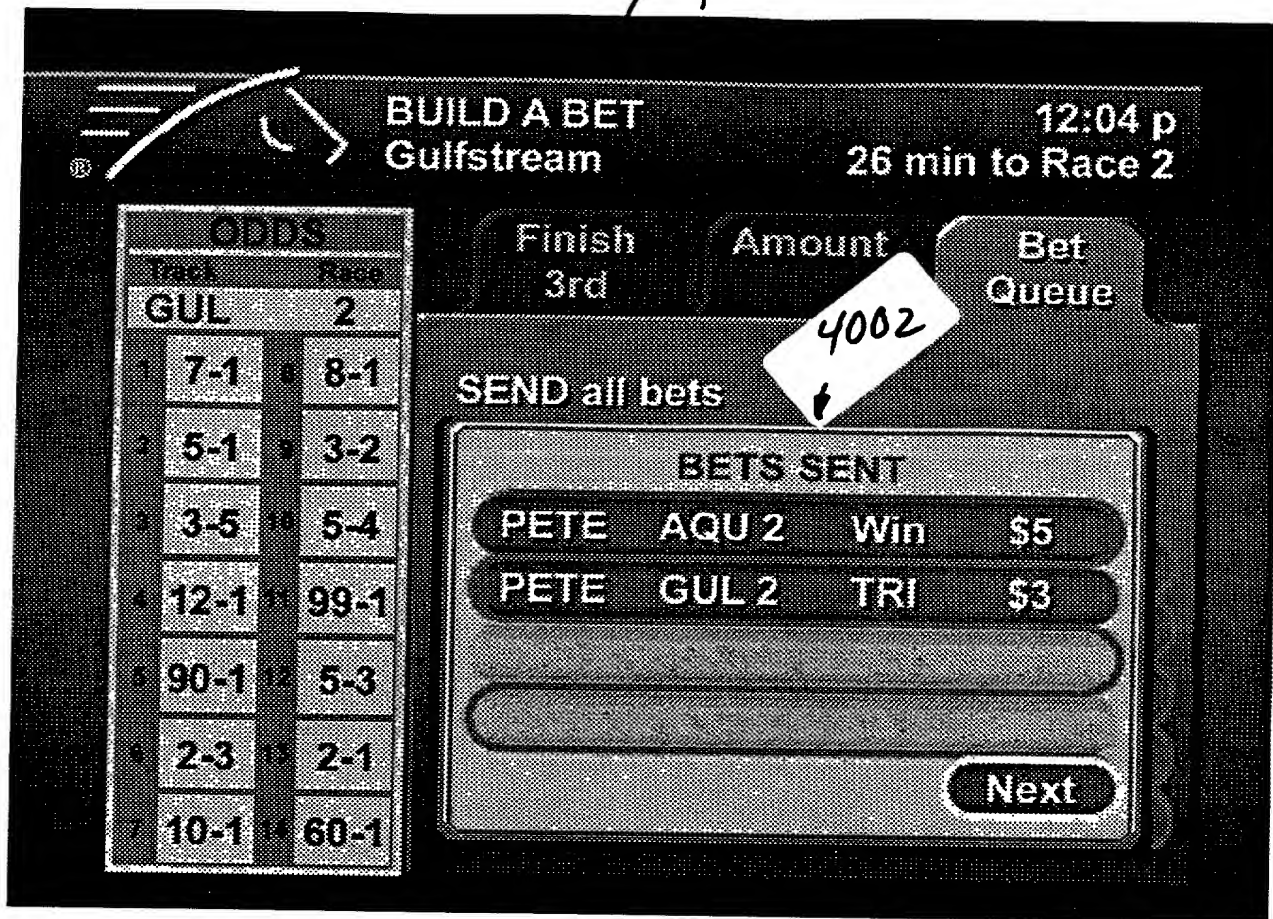 BUILD A BET
Gulfstream
12:04 p
26 min to Race 2
®
ODDS
Track Race
GUL 2
1 7-1 8 8-1
2 5-1 9 3-2
3 3-5 10 5-4
4 12-1 11 99-1
5 90-1 12 5-3
6 2-3 13 2-1
7 10-1 14 60-1
Finish
3rd
Amount
Bet
Queue
4002
SEND all bets
BETS SENT
PETE AQU 2 Win $5
PETE GUL 2 TRI $3
Next